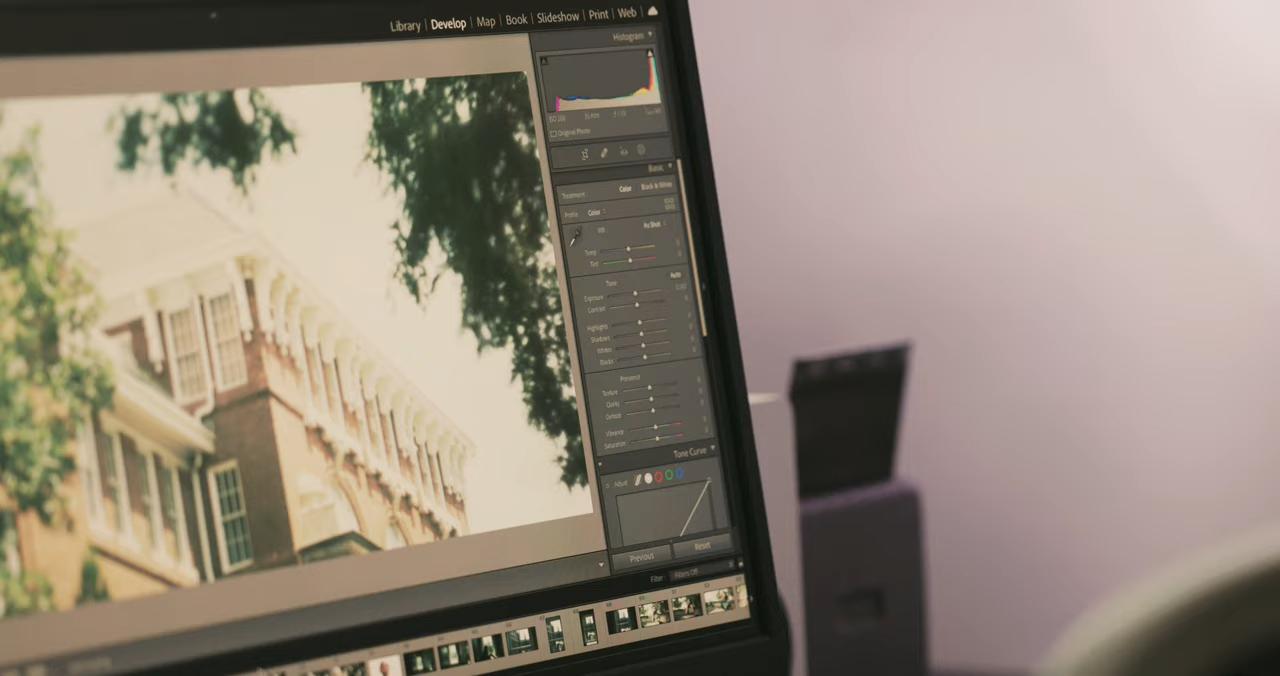 Library | Develop | Map | Book | Slideshow | Print | Web
Histogram
Original Photo
Basic
Treatment Color Black & White
Profile Color
WB As Shot
Temp
Tint
Tone Auto
Exposure
Contrast
Highlights
Shadows
Whites
Blacks
Presence
Texture
Clarity
Dehaze
Vibrance
Saturation
Tone Curve
Adjust
Previous Reset
Filter Filters Off